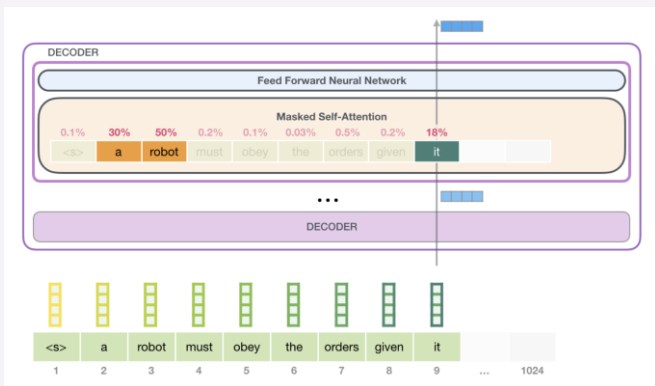 DECODER
Feed Forward Neural Network
Masked Self-Attention
0.1% 30% 50% 0.2% 0.1% 0.03% 0.5% 0.2% 18%
<s> a robot must obey the orders given it
...
DECODER
<s> a robot must obey the orders given it
1 2 3 4 5 6 7 8 9 ... 1024